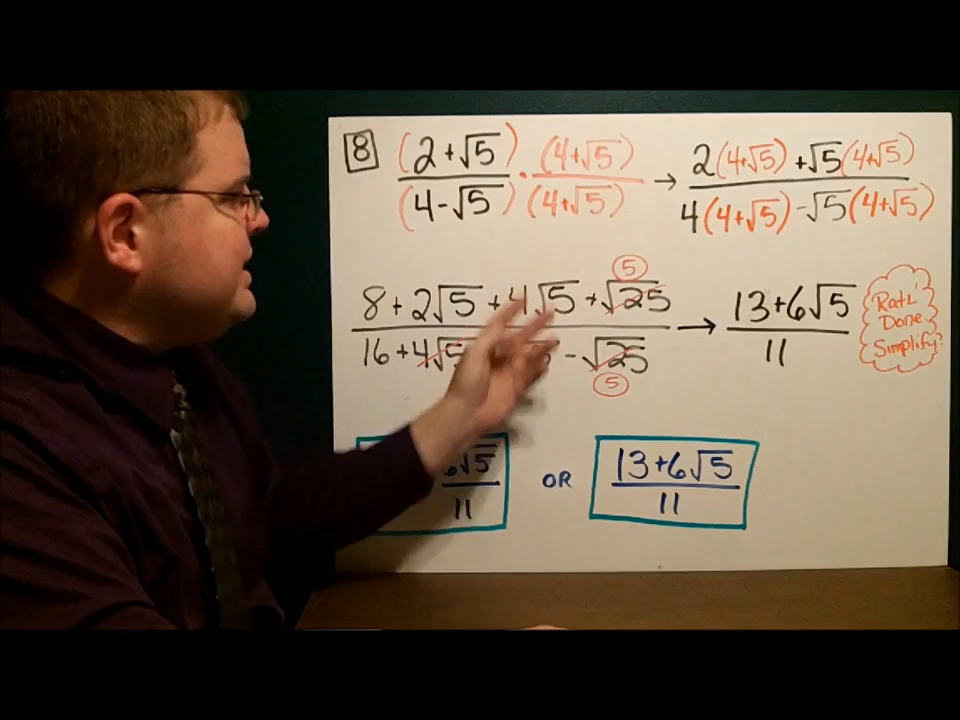 8 (2+√5)/(4-√5) · (4+√5)/(4+√5) → 2(4+√5)+√5(4+√5)/4(4+√5)-√5(4+√5)
5
8+2√5+4√5+√25
16+4√5 - √25
5
→ 13+6√5
11
Rat'l
Done.
Simplify?
6√5
11
OR
13+6√5
11